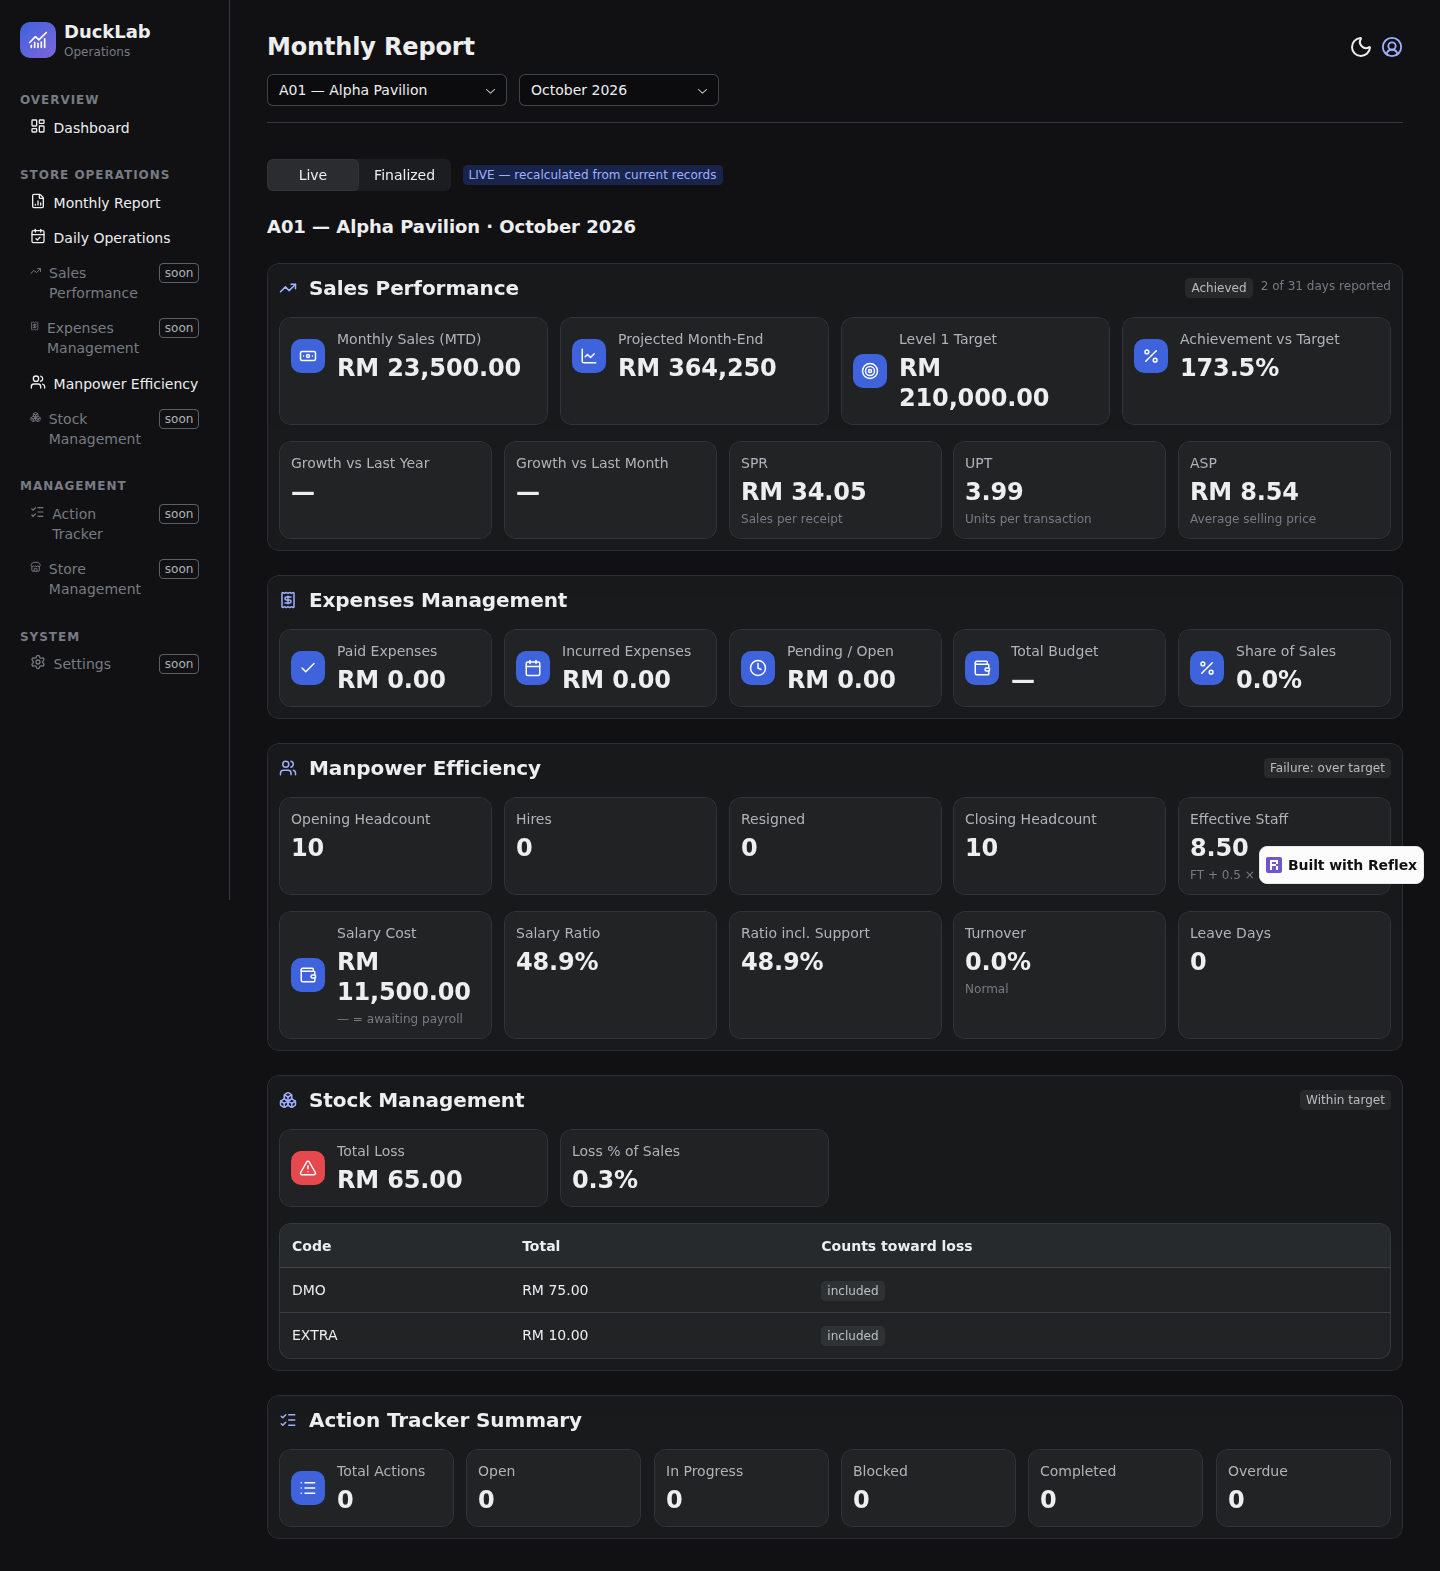 DuckLab
Operations
OVERVIEW
Dashboard
STORE OPERATIONS
Monthly Report
Daily Operations
Sales Performance
soon
Expenses Management
soon
Manpower Efficiency
Stock Management
soon
MANAGEMENT
Action Tracker
soon
Store Management
soon
SYSTEM
Settings
soon
Monthly Report
A01 — Alpha Pavilion
October 2026
Live
Finalized
LIVE — recalculated from current records
A01 — Alpha Pavilion · October 2026
Sales Performance
Achieved
2 of 31 days reported
Monthly Sales (MTD)
RM 23,500.00
Projected Month-End
RM 364,250
Level 1 Target
RM
210,000.00
Achievement vs Target
173.5%
Growth vs Last Year
—
Growth vs Last Month
—
SPR
RM 34.05
Sales per receipt
UPT
3.99
Units per transaction
ASP
RM 8.54
Average selling price
Expenses Management
Paid Expenses
RM 0.00
Incurred Expenses
RM 0.00
Pending / Open
RM 0.00
Total Budget
—
Share of Sales
0.0%
Manpower Efficiency
Failure: over target
Opening Headcount
10
Hires
0
Resigned
0
Closing Headcount
10
Effective Staff
8.50
FT + 0.5 ×
Built with Reflex
Salary Cost
RM
11,500.00
— = awaiting payroll
Salary Ratio
48.9%
Ratio incl. Support
48.9%
Turnover
0.0%
Normal
Leave Days
0
Stock Management
Within target
Total Loss
RM 65.00
Loss % of Sales
0.3%
Code Total Counts toward loss
DMO RM 75.00 included
EXTRA RM 10.00 included
Action Tracker Summary
Total Actions
0
Open
0
In Progress
0
Blocked
0
Completed
0
Overdue
0